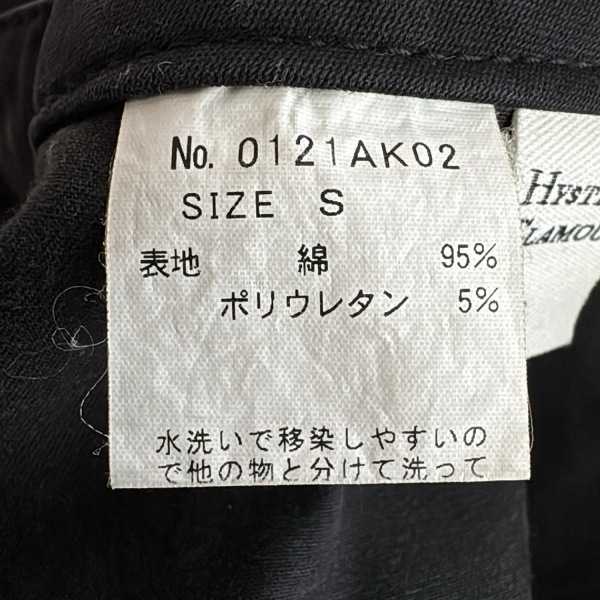 No. 0121AK02
SIZE S
表地 綿 95%
ポリウレタン 5%
水洗いで移染しやすいの
で他の物と分けて洗って